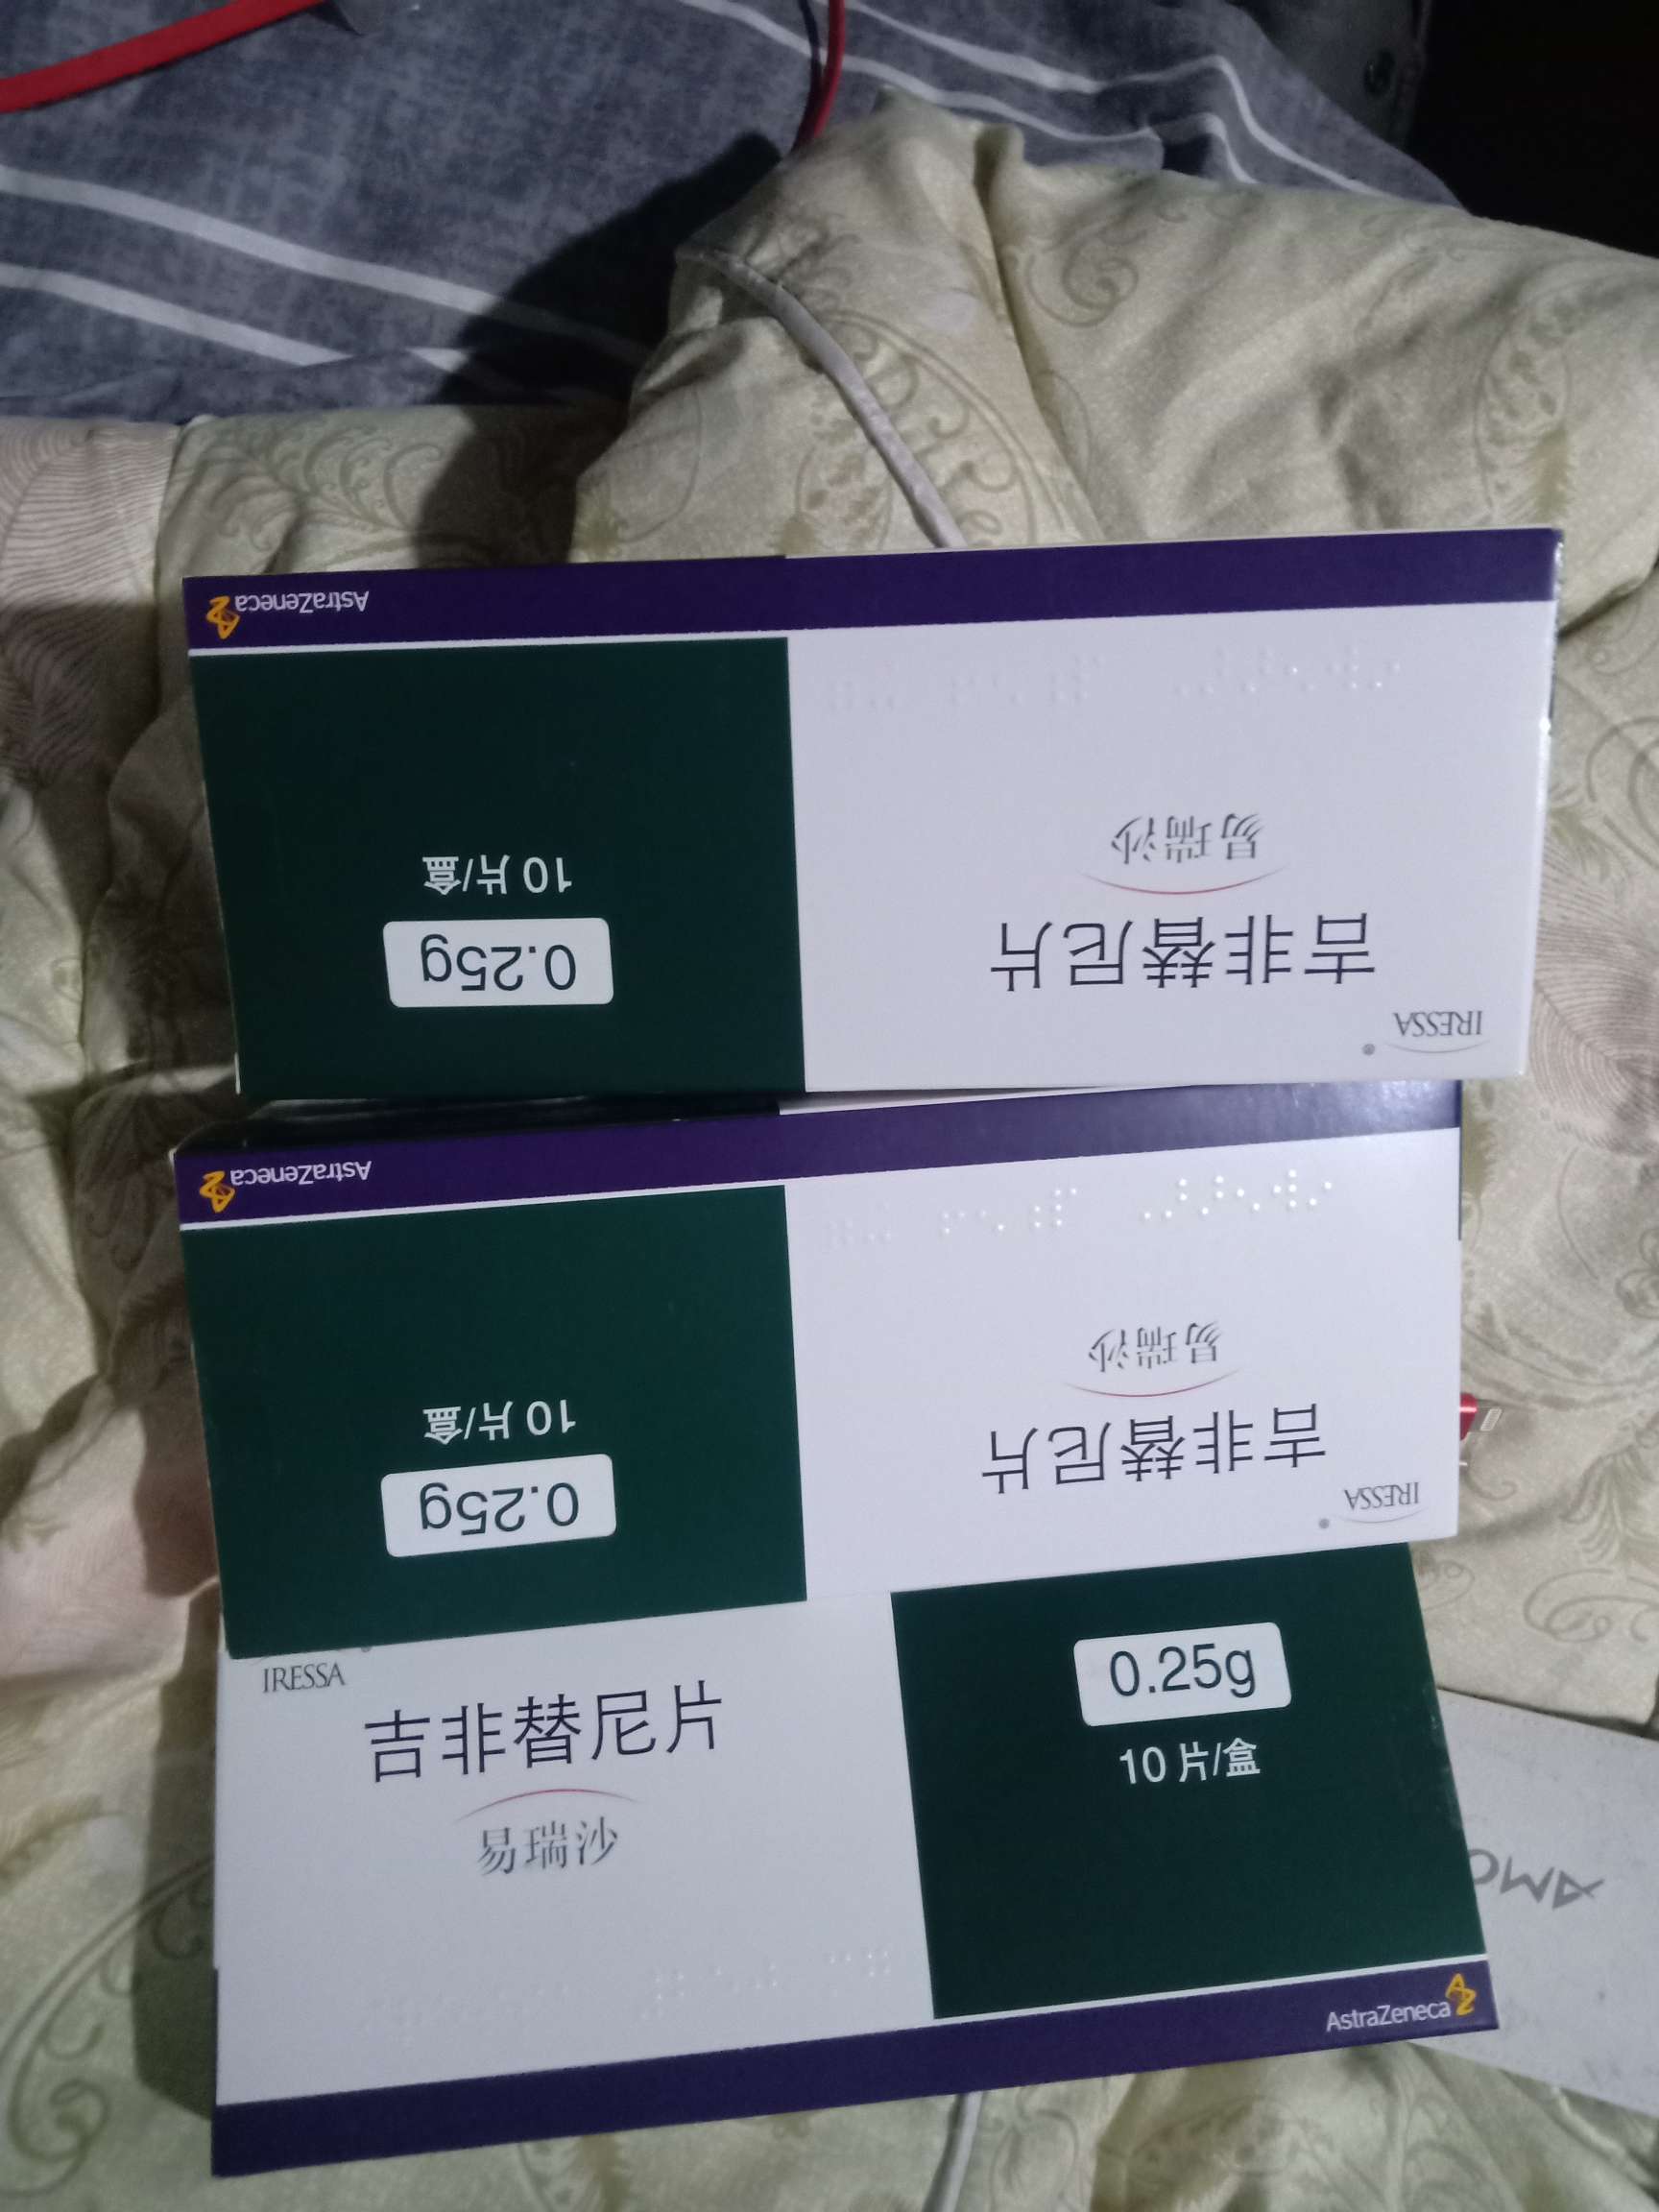 AstraZeneca
10片/盒
0.25g
易瑞沙
吉非替尼片
IRESSA
®
AstraZeneca
10片/盒
0.25g
易瑞沙
吉非替尼片
IRESSA
®
IRESSA
吉非替尼片
易瑞沙
0.25g
10片/盒
AstraZeneca